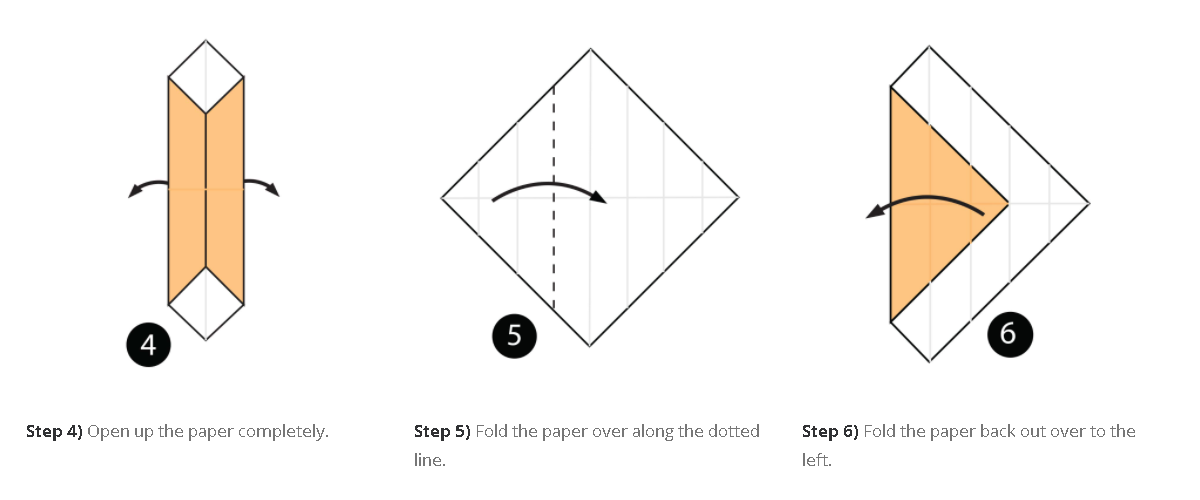 4
5
6
Step 4) Open up the paper completely.
Step 5) Fold the paper over along the dotted
line.
Step 6) Fold the paper back out over to the
left.